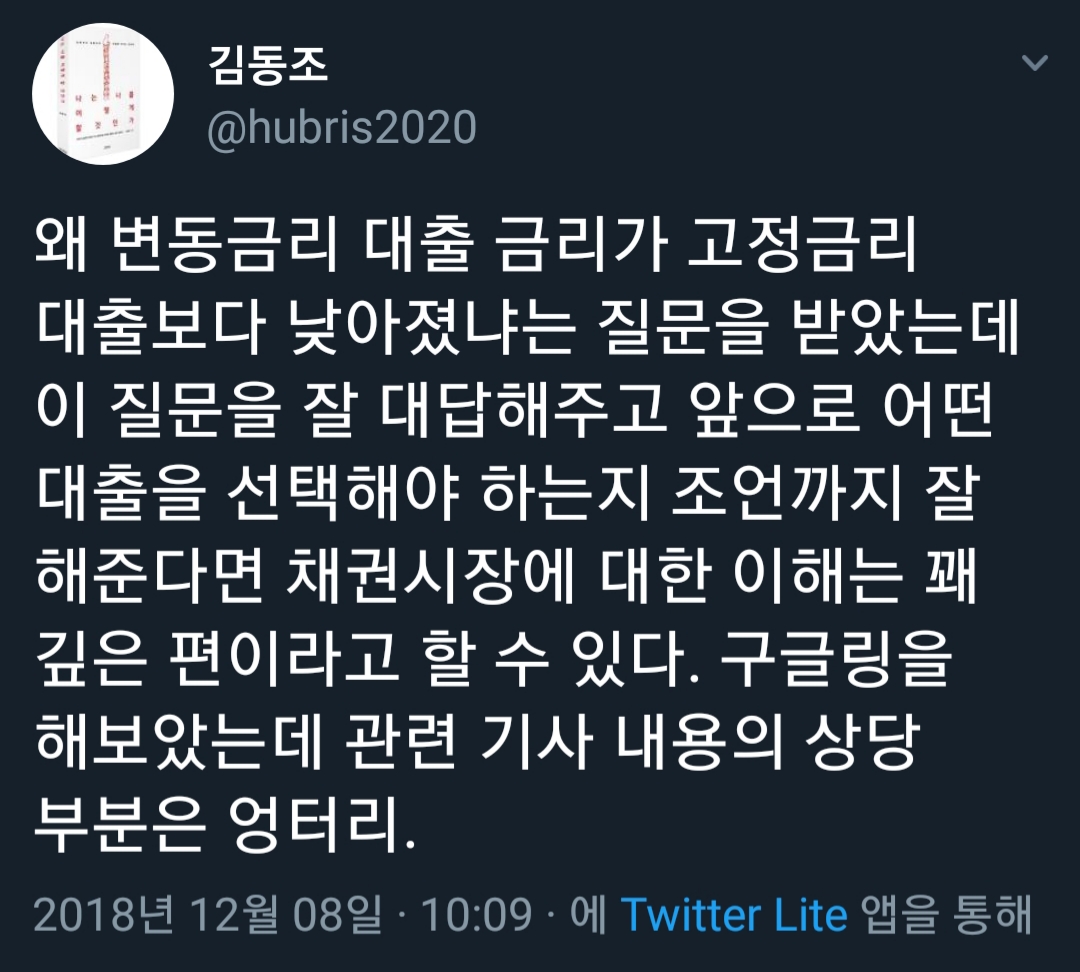 김동조
@hubris2020
왜 변동금리 대출 금리가 고정금리
대출보다 낮아졌냐는 질문을 받았는데
이 질문을 잘 대답해주고 앞으로 어떤
대출을 선택해야 하는지 조언까지 잘
해준다면 채권시장에 대한 이해는 꽤
깊은 편이라고 할 수 있다. 구글링을
해보았는데 관련 기사 내용의 상당
부분은 엉터리.
2018년 12월 08일 · 10:09 · 에 Twitter Lite 앱을 통해